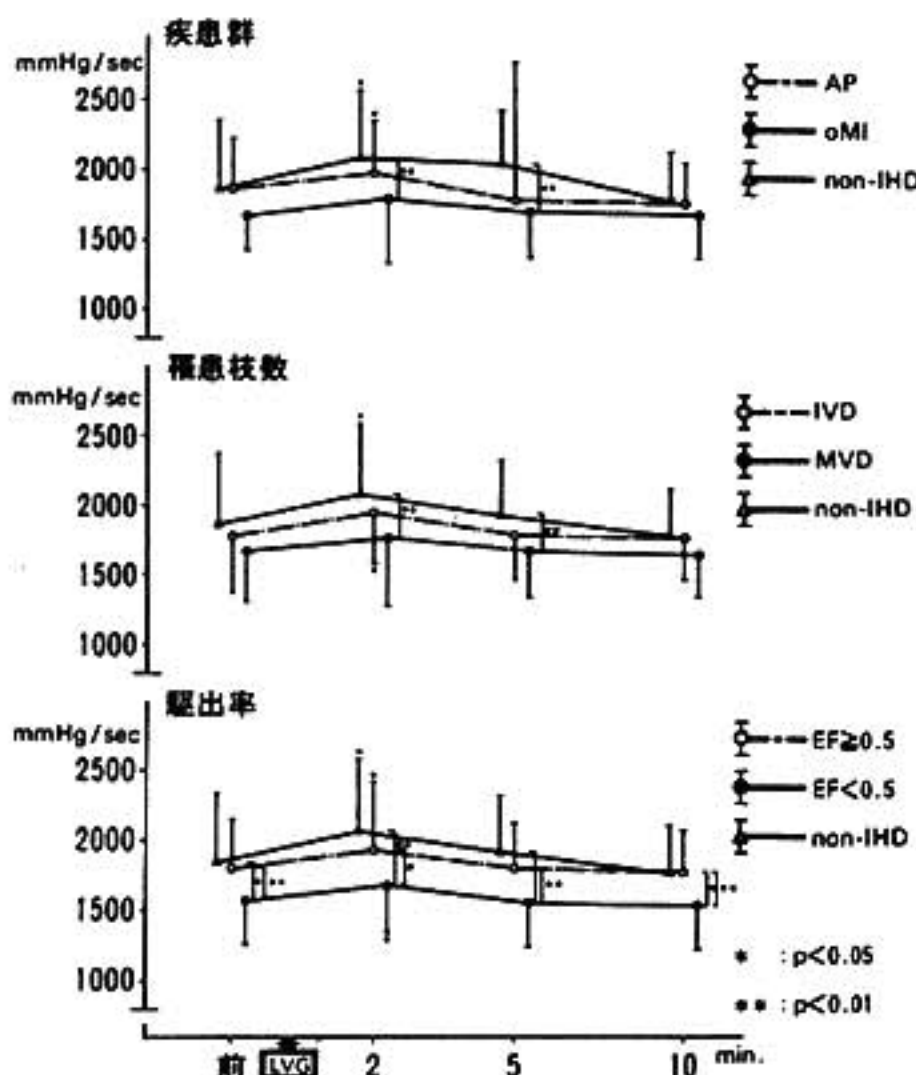 疾患群
mmHg/sec
2500
2000
1500
1000
AP
oMI
non-IHD
罹患枝数
mmHg/sec
2500
2000
1500
1000
IVD
MVD
non-IHD
駆出率
mmHg/sec
2500
2000
1500
1000
EF≧0.5
EF<0.5
non-IHD
* : p<0.05
** : p<0.01
前 LVG 2 5 10 min.